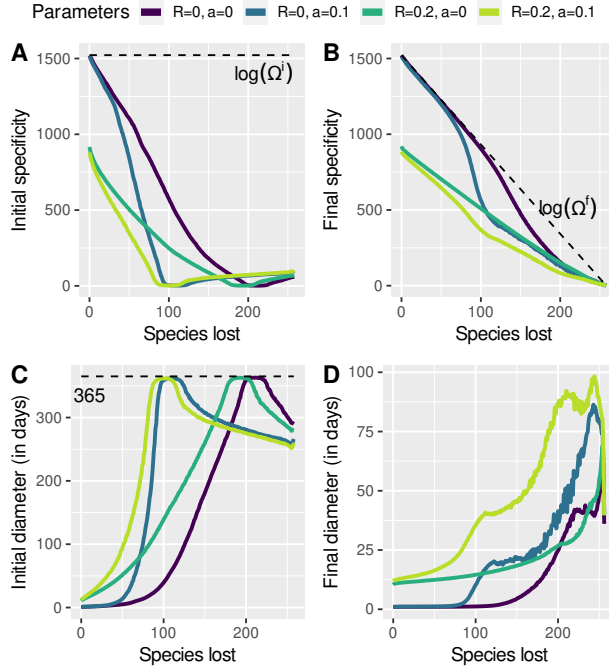 Parameters R=0, a=0 R=0, a=0.1 R=0.2, a=0 R=0.2, a=0.1
A
B
1500
1000
500
0
Initial specificity
log(Ωⁱ)
0 100 200
Species lost
1500
1000
500
0
Final specificity
log(Ωᶠ)
0 100 200
Species lost
C
D
365
300
200
100
0
Initial diameter (in days)
0 100 200
Species lost
100
75
50
25
0
Final diameter (in days)
0 100 200
Species lost